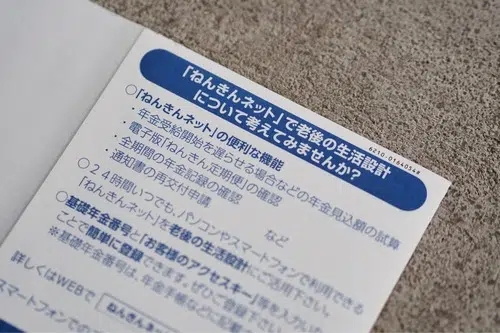 6210-0164054#
「ねんきんネット」で老後の生活設計
について考えてみませんか?
○「ねんきんネット」の便利な機能
・年金受給開始を遅らせる場合などの年金見込額の試算
・電子版「ねんきん定期便」の確認
・全期間の年金記録の確認
・通知書の再交付申請 など
○24時間いつでも、パソコンやスマートフォンで利用できる
「ねんきんネット」を老後の生活設計にご活用下さい。
○基礎年金番号と「お客様のアクセスキー」等を入力い
ことで簡単に登録できます。ぜひご登録下さい。
※基礎年金番号は、年金手帳などに記載
詳しくはWEBで ねんきんネ
スマートフォンでの